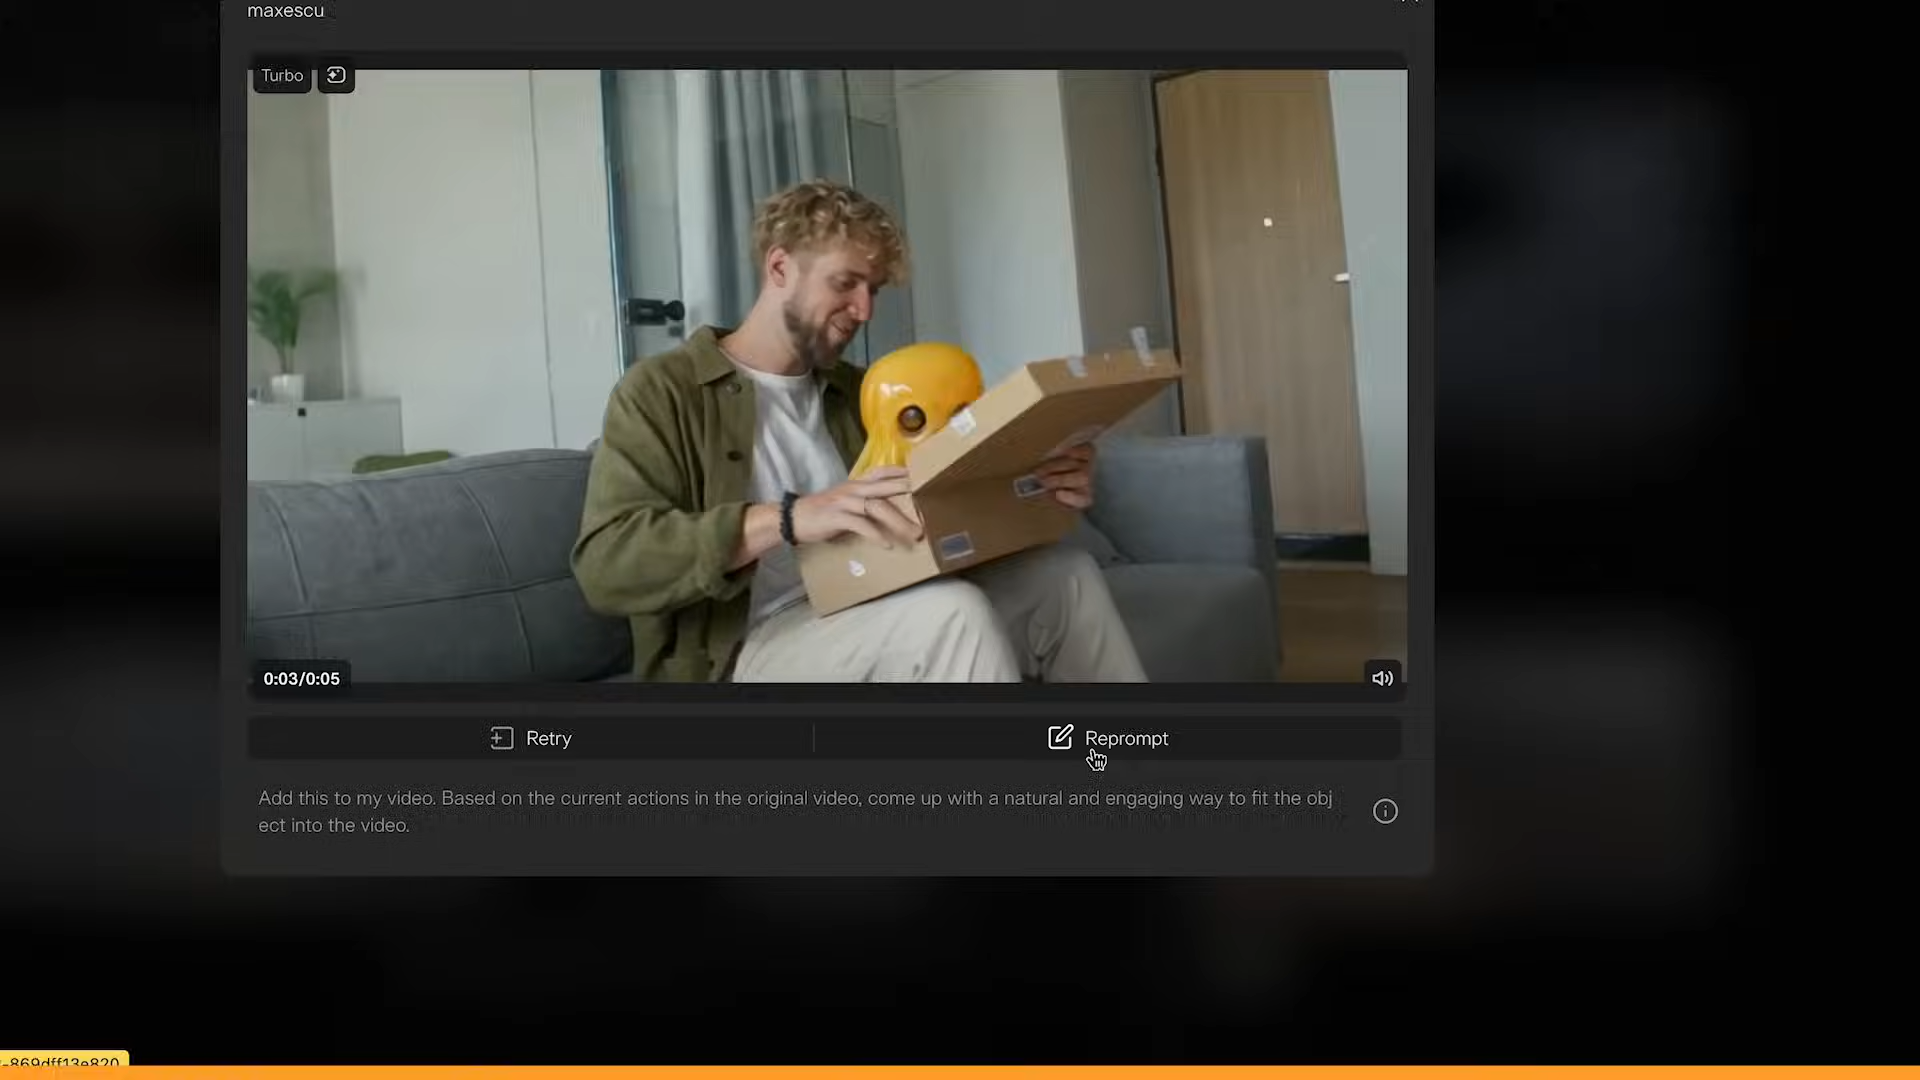 maxescu
Turbo
0:03/0:05
Retry
Reprompt
Add this to my video. Based on the current actions in the original video, come up with a natural and engaging way to fit the obj
ect into the video.
-869dff13e820